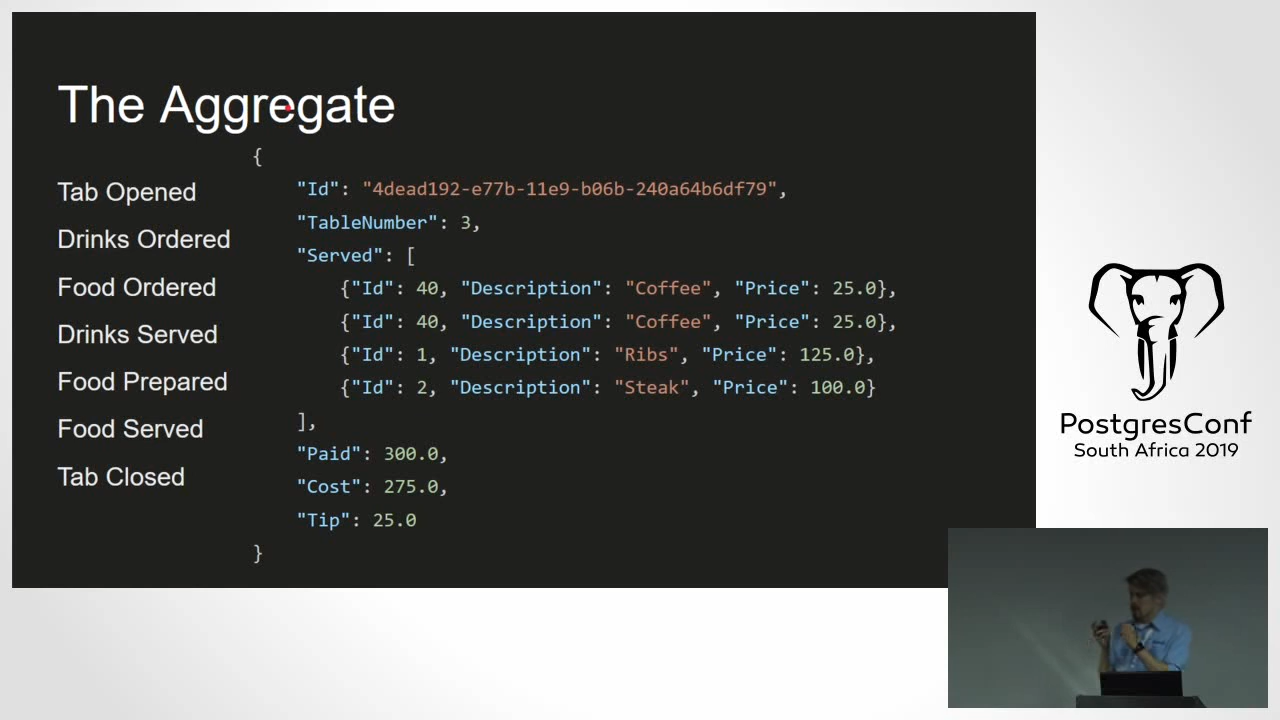 The Aggregate
Tab Opened
Drinks Ordered
Food Ordered
Drinks Served
Food Prepared
Food Served
Tab Closed
{
"Id": "4dead192-e77b-11e9-b06b-240a64b6df79",
"TableNumber": 3,
"Served": [
{"Id": 40, "Description": "Coffee", "Price": 25.0},
{"Id": 40, "Description": "Coffee", "Price": 25.0},
{"Id": 1, "Description": "Ribs", "Price": 125.0},
{"Id": 2, "Description": "Steak", "Price": 100.0}
],
"Paid": 300.0,
"Cost": 275.0,
"Tip": 25.0
}
PostgresConf
South Africa 2019